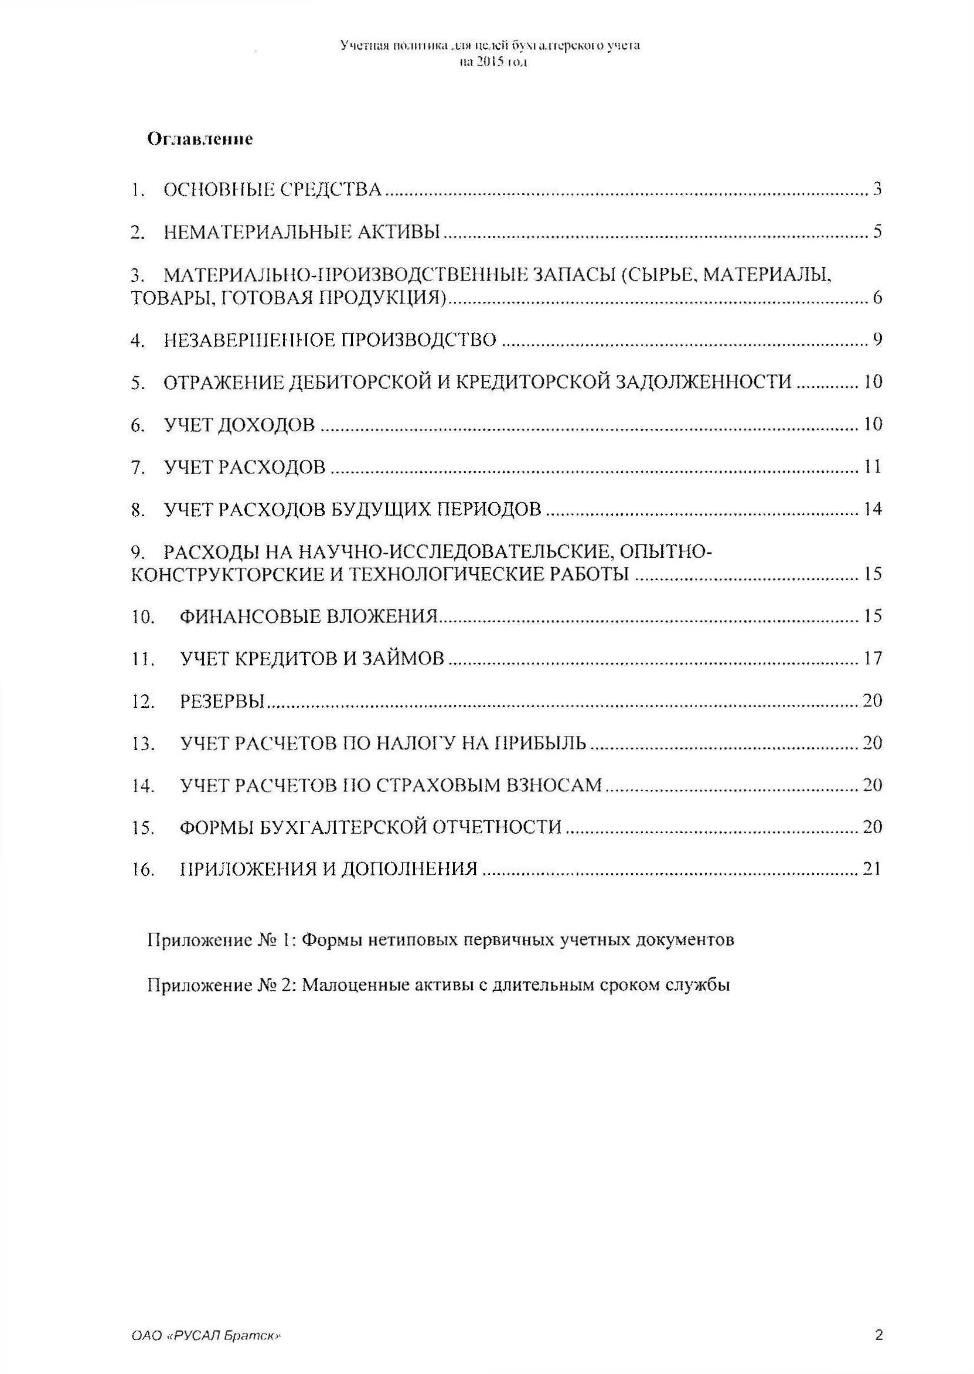 Учетная политика для целей бухгалтерского учета
на 2015 год
Оглавление
1. ОСНОВНЫЕ СРЕДСТВА 3
2. НЕМАТЕРИАЛЬНЫЕ АКТИВЫ 5
3. МАТЕРИАЛЬНО-ПРОИЗВОДСТВЕННЫЕ ЗАПАСЫ (СЫРЬЕ, МАТЕРИАЛЫ,
ТОВАРЫ, ГОТОВАЯ ПРОДУКЦИЯ) 6
4. НЕЗАВЕРШЕННОЕ ПРОИЗВОДСТВО 9
5. ОТРАЖЕНИЕ ДЕБИТОРСКОЙ И КРЕДИТОРСКОЙ ЗАДОЛЖЕННОСТИ 10
6. УЧЕТ ДОХОДОВ 10
7. УЧЕТ РАСХОДОВ 11
8. УЧЕТ РАСХОДОВ БУДУЩИХ ПЕРИОДОВ 14
9. РАСХОДЫ НА НАУЧНО-ИССЛЕДОВАТЕЛЬСКИЕ, ОПЫТНО-
КОНСТРУКТОРСКИЕ И ТЕХНОЛОГИЧЕСКИЕ РАБОТЫ 15
10. ФИНАНСОВЫЕ ВЛОЖЕНИЯ 15
11. УЧЕТ КРЕДИТОВ И ЗАЙМОВ 17
12. РЕЗЕРВЫ 20
13. УЧЕТ РАСЧЕТОВ ПО НАЛОГУ НА ПРИБЫЛЬ 20
14. УЧЕТ РАСЧЕТОВ ПО СТРАХОВЫМ ВЗНОСАМ 20
15. ФОРМЫ БУХГАЛТЕРСКОЙ ОТЧЕТНОСТИ 20
16. ПРИЛОЖЕНИЯ И ДОПОЛНЕНИЯ 21
Приложение № 1: Формы нетиповых первичных учетных документов
Приложение № 2: Малоценные активы с длительным сроком службы
ОАО «РУСАЛ Братск» 2